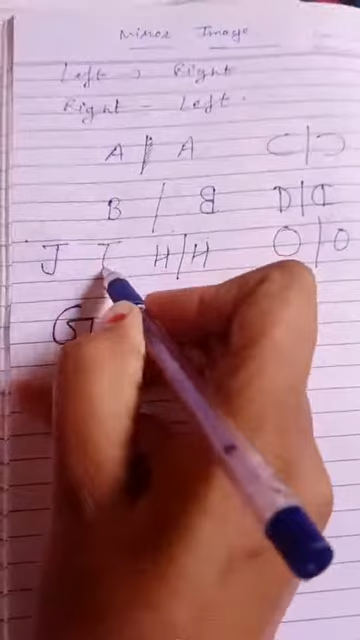 Mirror Image
Left → Right
Right - Left.
A | A C | Ɔ
B | ᗺ D | ᗡ
J H | H O | O
G